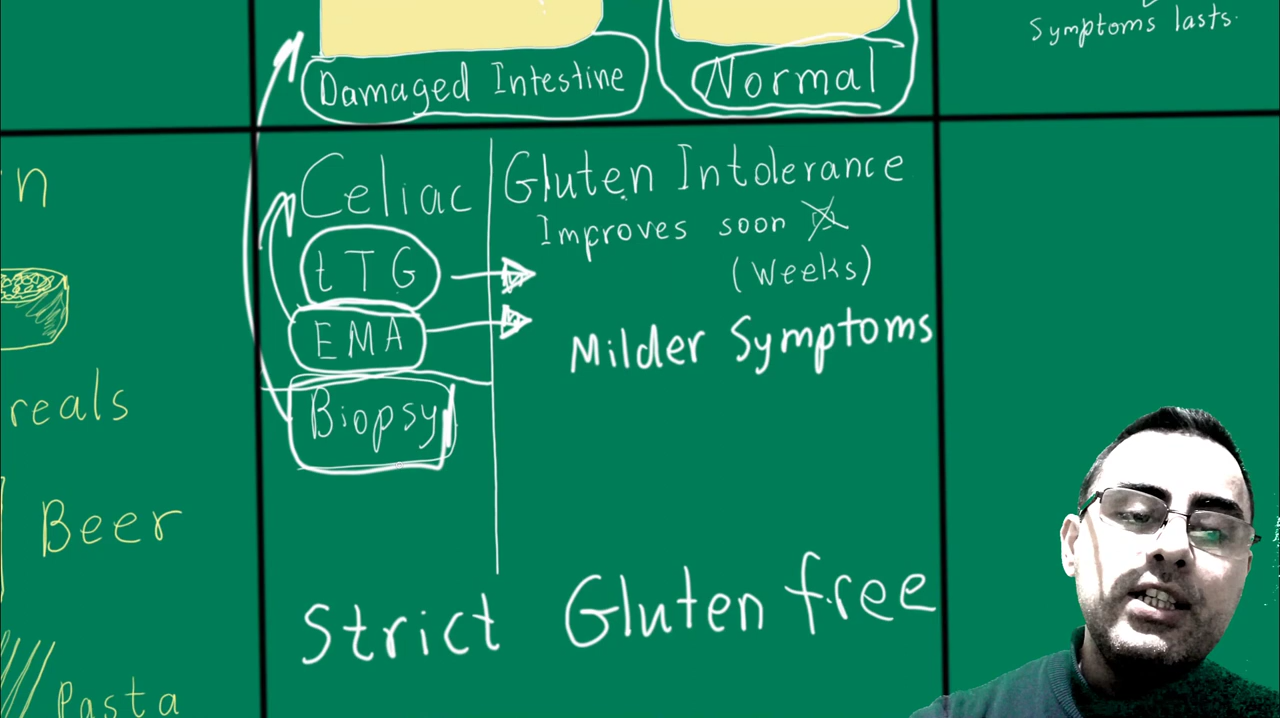 Symptoms lasts.
Damaged Intestine
Normal
n
Celiac
Gluten Intolerance
tTG
Improves soon
(Weeks)
EMA
Milder Symptoms
reals
Biopsy
Beer
Strict Gluten free
Pasta